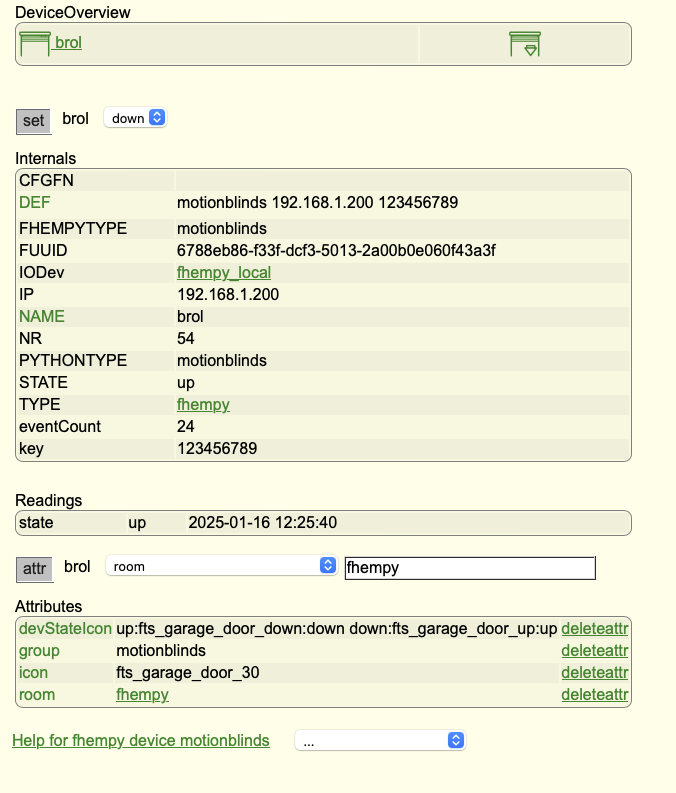 DeviceOverview
brol
set brol down
Internals
CFGFN
DEF motionblinds 192.168.1.200 123456789
FHEMPYTYPE motionblinds
FUUID 6788eb86-f33f-dcf3-5013-2a00b0e060f43a3f
IODev fhempy_local
IP 192.168.1.200
NAME brol
NR 54
PYTHONTYPE motionblinds
STATE up
TYPE fhempy
eventCount 24
key 123456789
Readings
state up 2025-01-16 12:25:40
attr brol room fhempy
Attributes
devStateIcon up:fts_garage_door_down:down down:fts_garage_door_up:up deleteattr
group motionblinds deleteattr
icon fts_garage_door_30 deleteattr
room fhempy deleteattr
Help for fhempy device motionblinds ...